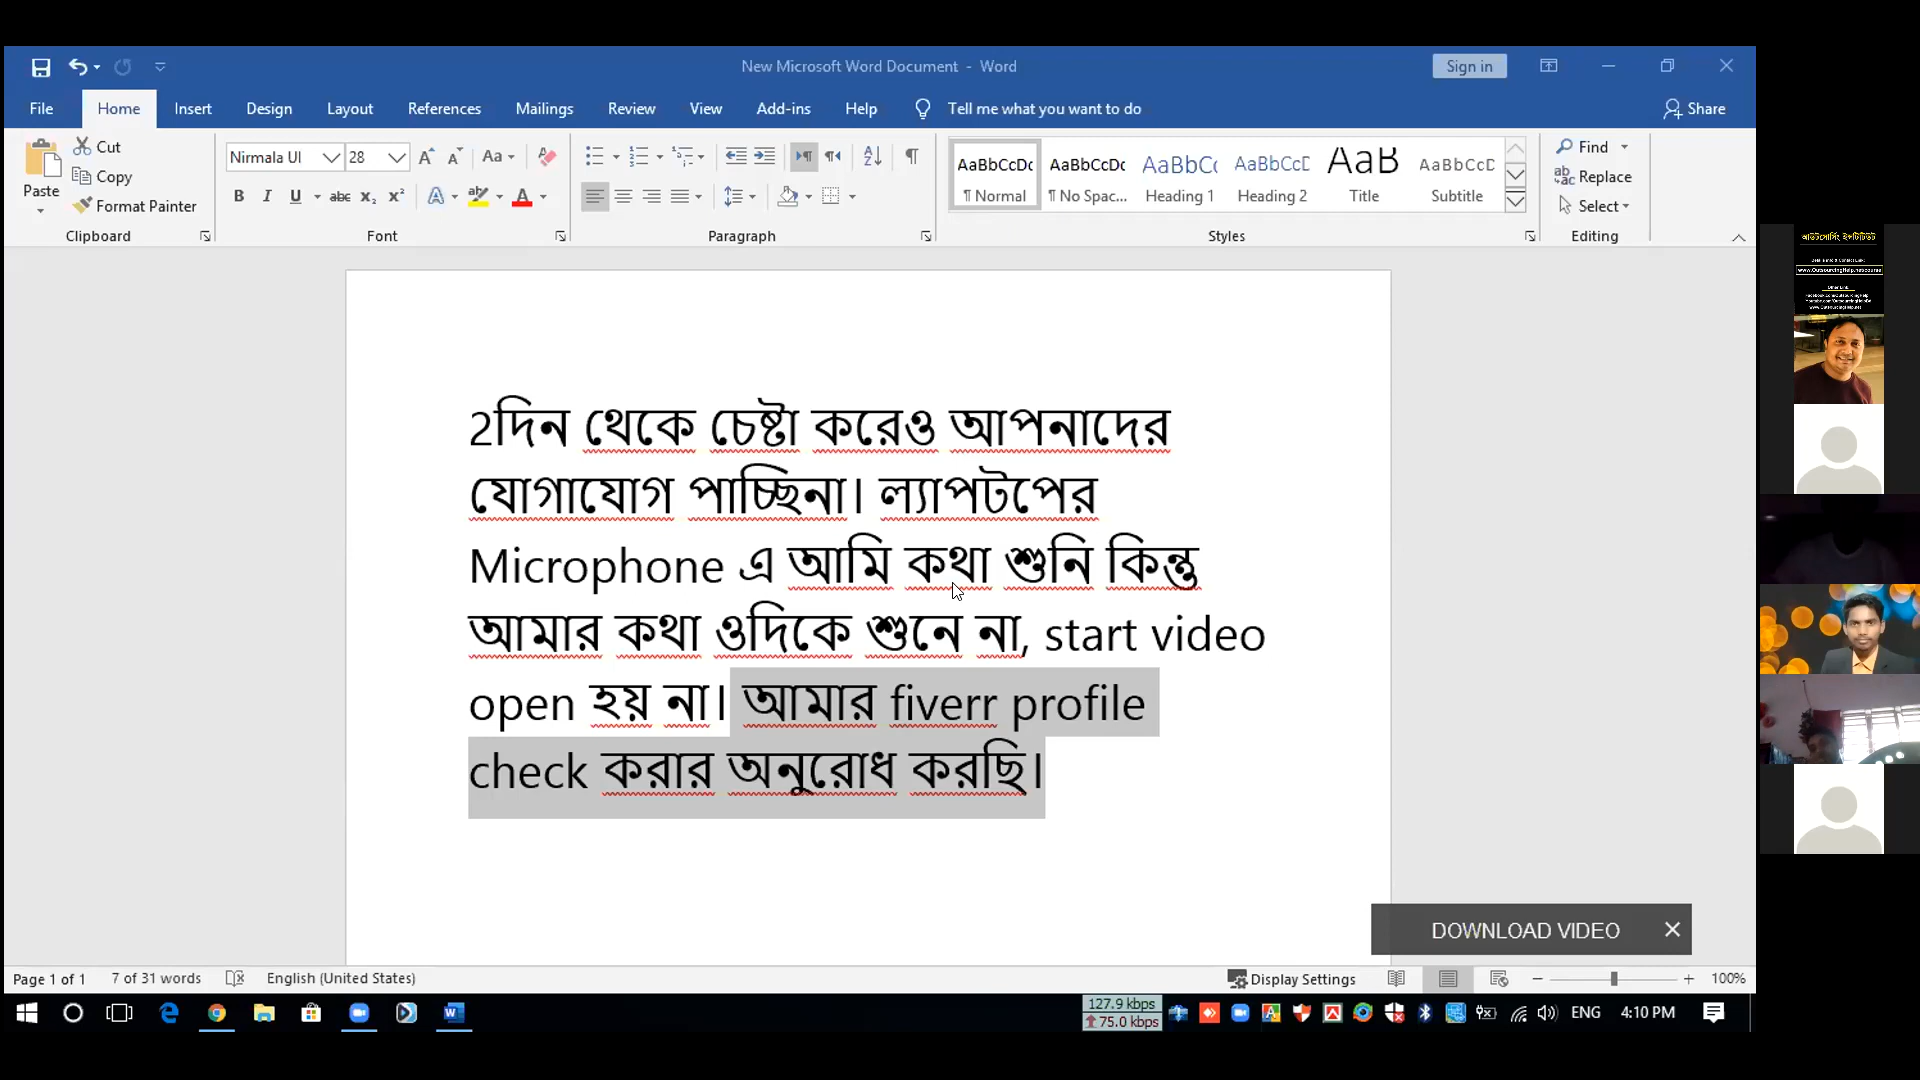 New Microsoft Word Document - Word
Sign in
File Home Insert Design Layout References Mailings Review View Add-ins Help Tell me what you want to do Share
Paste
Cut
Copy
Format Painter
Clipboard
Nirmala UI 28
Font
Paragraph
AaBbCcDc AaBbCcDc AaBbCc AaBbCcD AaB AaBbCcD
¶ Normal ¶ No Spac... Heading 1 Heading 2 Title Subtitle
Styles
Find
Replace
Select
Editing
2দিন থেকে চেষ্টা করেও আপনাদের
যোগাযোগ পাচ্ছিনা। ল্যাপটপের
Microphone এ আমি কথা শুনি কিন্তু
আমার কথা ওদিকে শুনে না, start video
open হয় না। আমার fiverr profile
check করার অনুরোধ করছি।
আউটসোর্সিং ইন্সটিটিউট
DOWNLOAD VIDEO
Page 1 of 1 7 of 31 words English (United States) Display Settings 100%
127.9 kbps
75.0 kbps
ENG 4:10 PM